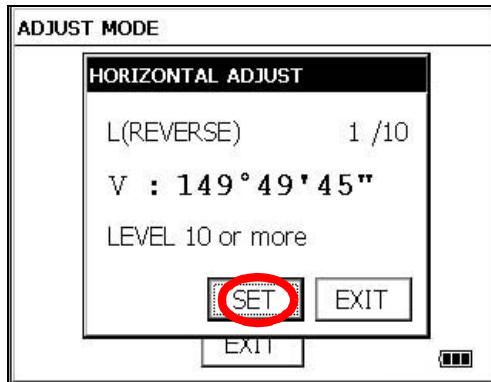 ADJUST MODE
HORIZONTAL ADJUST
L(REVERSE) 1 /10
V : 149°49'45"
LEVEL 10 or more
SET EXIT
EXIT